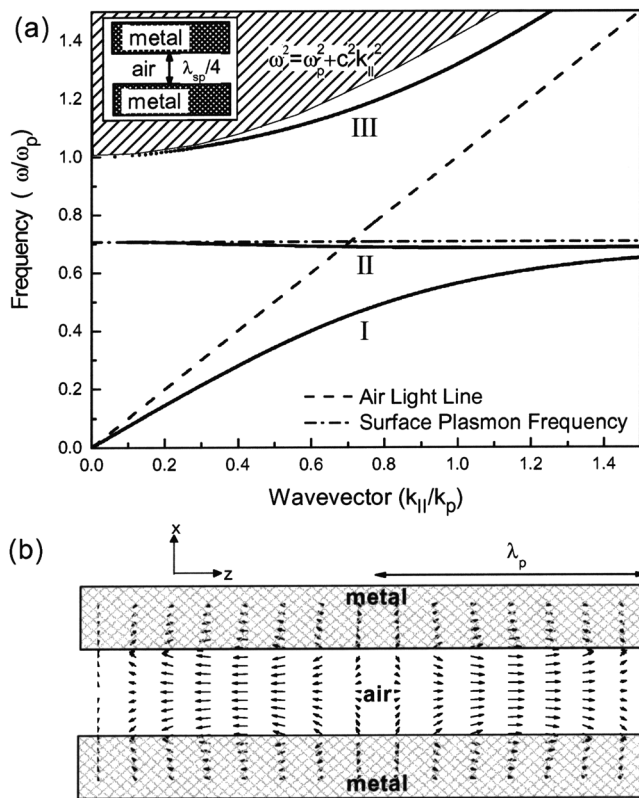 (a)
metal
air λsp/4
metal
ω²=ωp²+c²k||²
III
II
I
Air Light Line
Surface Plasmon Frequency
Frequency ( ω/ωp)
1.4
1.2
1.0
0.8
0.6
0.4
0.2
0.0
0.0 0.2 0.4 0.6 0.8 1.0 1.2 1.4
Wavevector (k||/kp)
(b)
x
z
λp
metal
air
metal